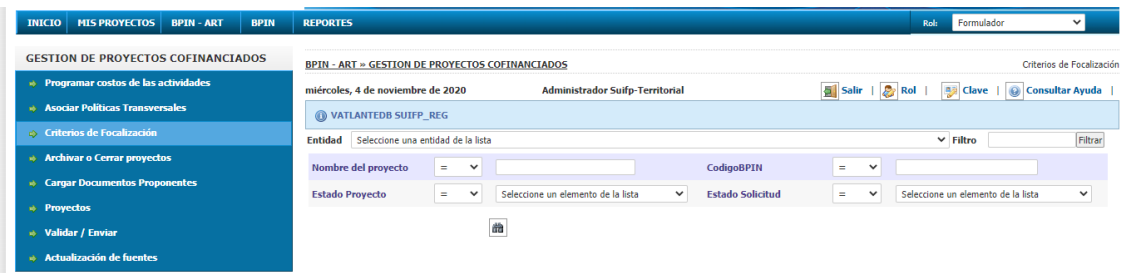 INICIO MIS PROYECTOS BPIN - ART BPIN REPORTES Rol: Formulador
GESTION DE PROYECTOS COFINANCIADOS
Programar costos de las actividades
Asociar Políticas Transversales
Criterios de Focalización
Archivar o Cerrar proyectos
Cargar Documentos Proponentes
Proyectos
Validar / Enviar
Actualización de fuentes
BPIN - ART » GESTION DE PROYECTOS COFINANCIADOS Criterios de Focalización
miércoles, 4 de noviembre de 2020 Administrador Suifp-Territorial Salir | Rol | Clave | Consultar Ayuda |
VATLANTEDB SUIFP_REG
Entidad Seleccione una entidad de la lista Filtro Filtrar
Nombre del proyecto = CodigoBPIN =
Estado Proyecto = Seleccione un elemento de la lista Estado Solicitud = Seleccione un elemento de la lista